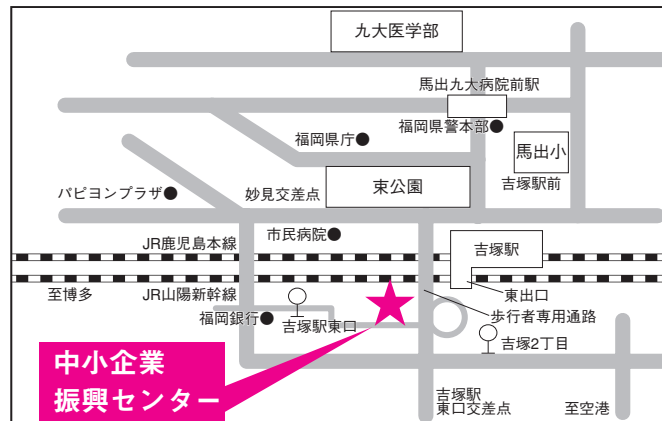 九大医学部
馬出九大病院前駅
福岡県警本部
福岡県庁
馬出小
吉塚駅前
東公園
パピヨンプラザ
妙見交差点
市民病院
JR鹿児島本線
吉塚駅
至博多
JR山陽新幹線
東出口
歩行者専用通路
福岡銀行
吉塚駅東口
吉塚2丁目
中小企業
振興センター
吉塚駅
東口交差点
至空港